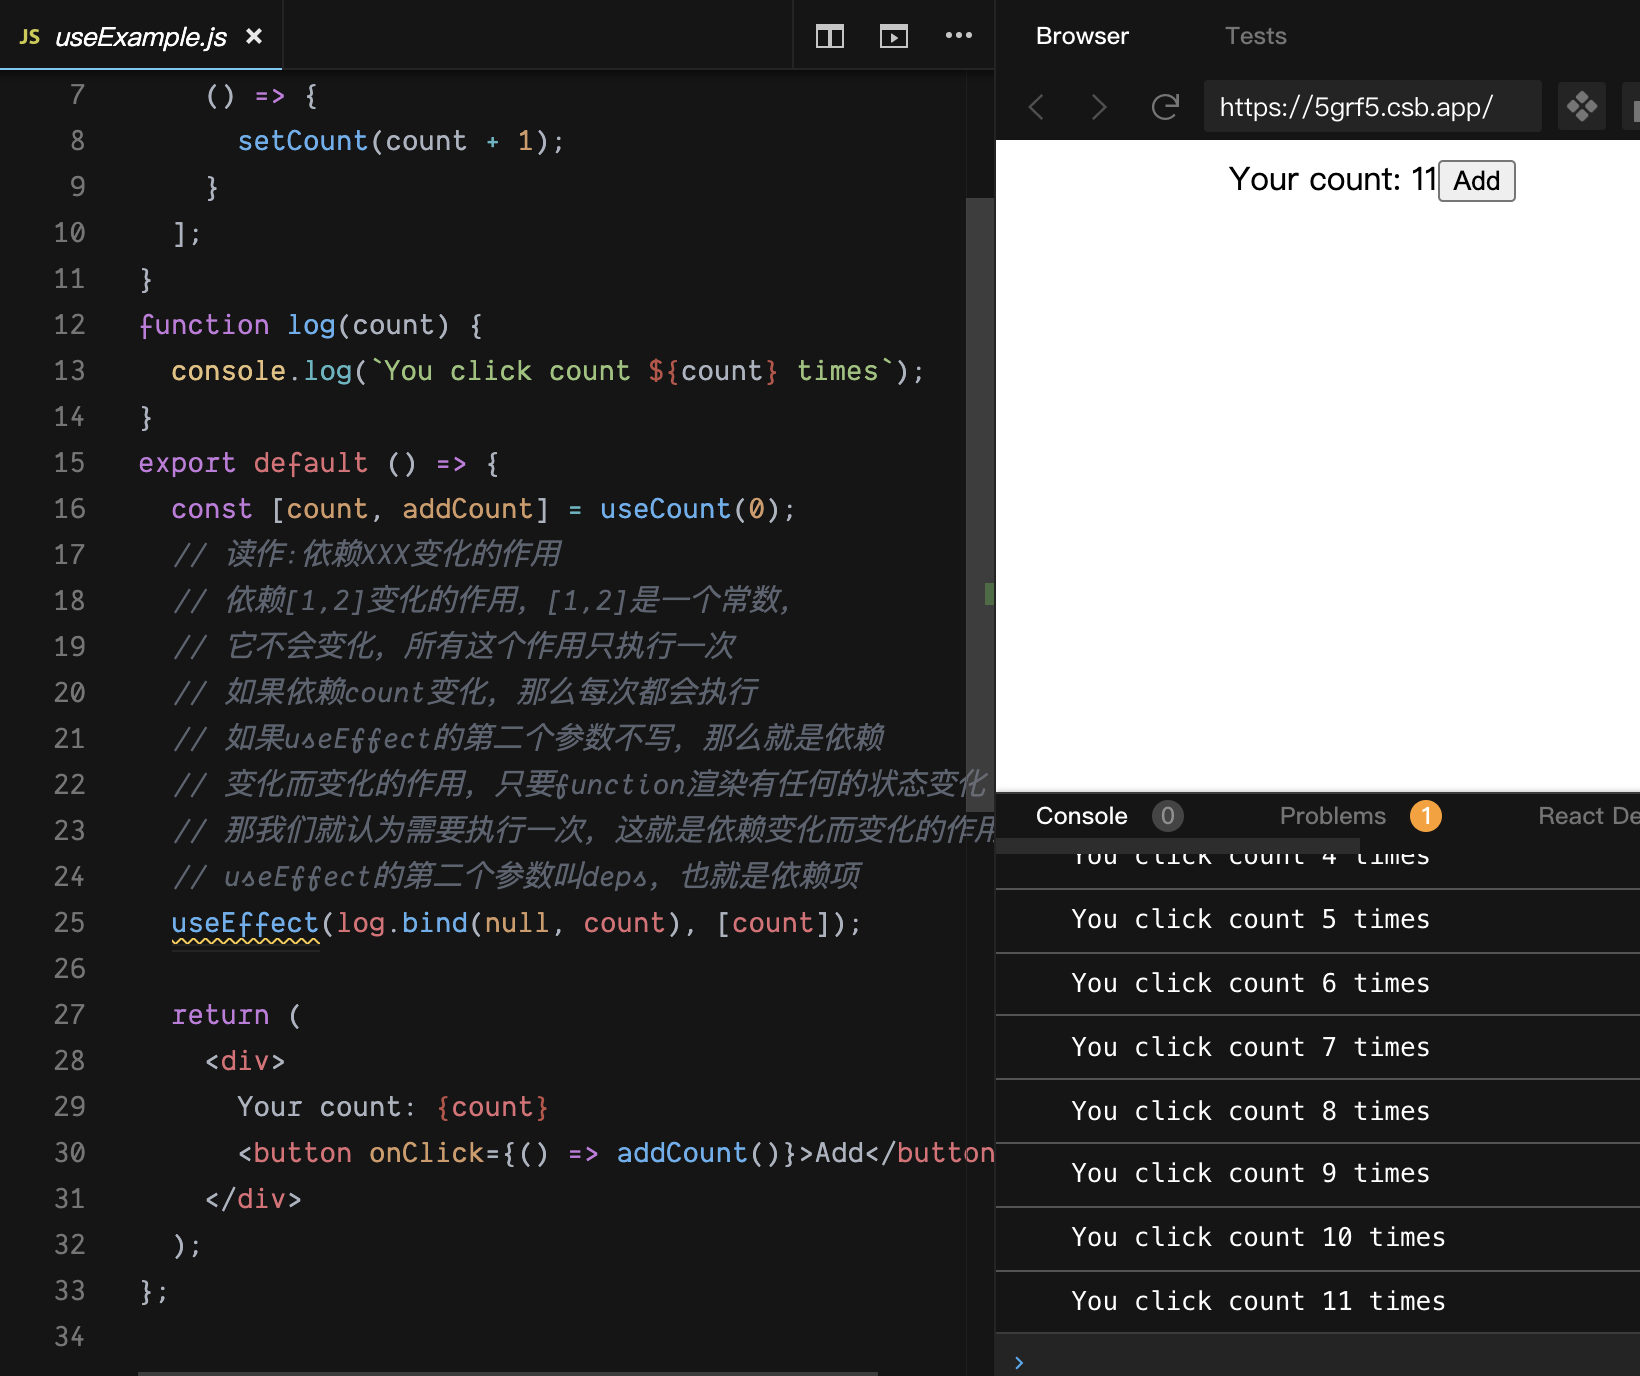 JS useExample.js ×
7 () => {
8 setCount(count + 1);
9 }
10 ];
11 }
12 function log(count) {
13 console.log(`You click count ${count} times`);
14 }
15 export default () => {
16 const [count, addCount] = useCount(0);
17 // 读作:依赖XXX变化的作用
18 // 依赖[1,2]变化的作用，[1,2]是一个常数，
19 // 它不会变化，所有这个作用只执行一次
20 // 如果依赖count变化，那么每次都会执行
21 // 如果useEffect的第二个参数不写，那么就是依赖
22 // 变化而变化的作用，只要function渲染有任何的状态变化
23 // 那我们就认为需要执行一次，这就是依赖变化而变化的作用
24 // useEffect的第二个参数叫deps，也就是依赖项
25 useEffect(log.bind(null, count), [count]);
26
27 return (
28 <div>
29 Your count: {count}
30 <button onClick={() => addCount()}>Add</button
31 </div>
32 );
33 };
34
Browser Tests
https://5grf5.csb.app/
Your count: 11 Add
Console 0 Problems 1 React De
You click count 4 times
You click count 5 times
You click count 6 times
You click count 7 times
You click count 8 times
You click count 9 times
You click count 10 times
You click count 11 times